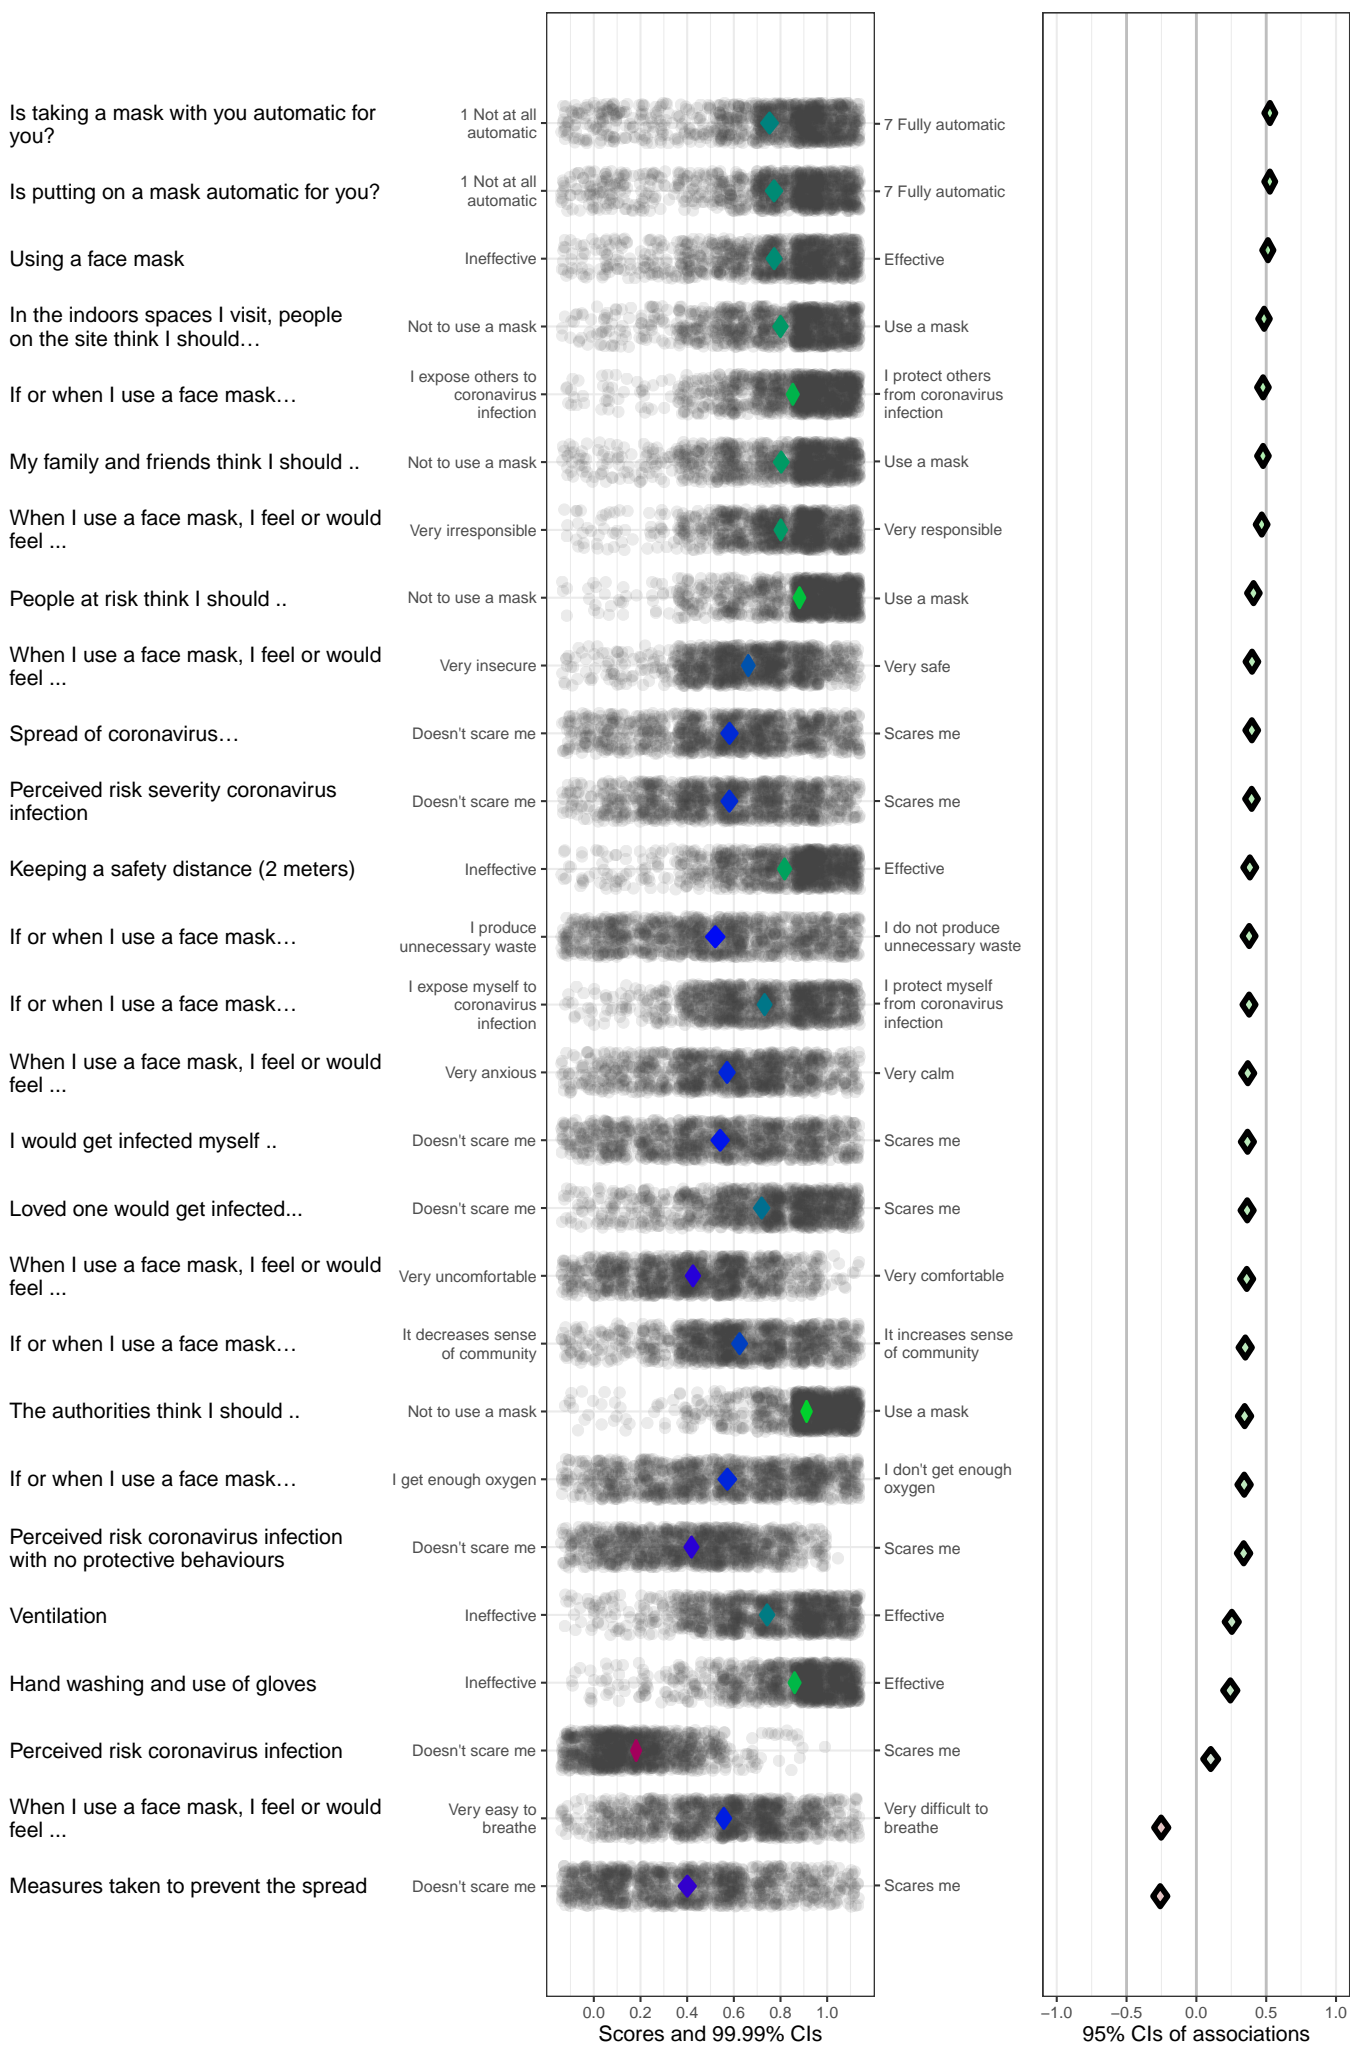 Is taking a mask with you automatic for
you?
1 Not at all
automatic
7 Fully automatic
Is putting on a mask automatic for you?
1 Not at all
automatic
7 Fully automatic
Using a face mask
Ineffective
Effective
In the indoors spaces I visit, people
on the site think I should…
Not to use a mask
Use a mask
If or when I use a face mask…
I expose others to
coronavirus
infection
I protect others
from coronavirus
infection
My family and friends think I should ..
Not to use a mask
Use a mask
When I use a face mask, I feel or would
feel ...
Very irresponsible
Very responsible
People at risk think I should ..
Not to use a mask
Use a mask
When I use a face mask, I feel or would
feel ...
Very insecure
Very safe
Spread of coronavirus…
Doesn't scare me
Scares me
Perceived risk severity coronavirus
infection
Doesn't scare me
Scares me
Keeping a safety distance (2 meters)
Ineffective
Effective
If or when I use a face mask…
I produce
unnecessary waste
I do not produce
unnecessary waste
If or when I use a face mask…
I expose myself to
coronavirus
infection
I protect myself
from coronavirus
infection
When I use a face mask, I feel or would
feel ...
Very anxious
Very calm
I would get infected myself ..
Doesn't scare me
Scares me
Loved one would get infected...
Doesn't scare me
Scares me
When I use a face mask, I feel or would
feel ...
Very uncomfortable
Very comfortable
If or when I use a face mask…
It decreases sense
of community
It increases sense
of community
The authorities think I should ..
Not to use a mask
Use a mask
If or when I use a face mask…
I get enough oxygen
I don't get enough
oxygen
Perceived risk coronavirus infection
with no protective behaviours
Doesn't scare me
Scares me
Ventilation
Ineffective
Effective
Hand washing and use of gloves
Ineffective
Effective
Perceived risk coronavirus infection
Doesn't scare me
Scares me
When I use a face mask, I feel or would
feel ...
Very easy to
breathe
Very difficult to
breathe
Measures taken to prevent the spread
Doesn't scare me
Scares me
0.0 0.2 0.4 0.6 0.8 1.0
Scores and 99.99% CIs
−1.0 −0.5 0.0 0.5 1.0
95% CIs of associations